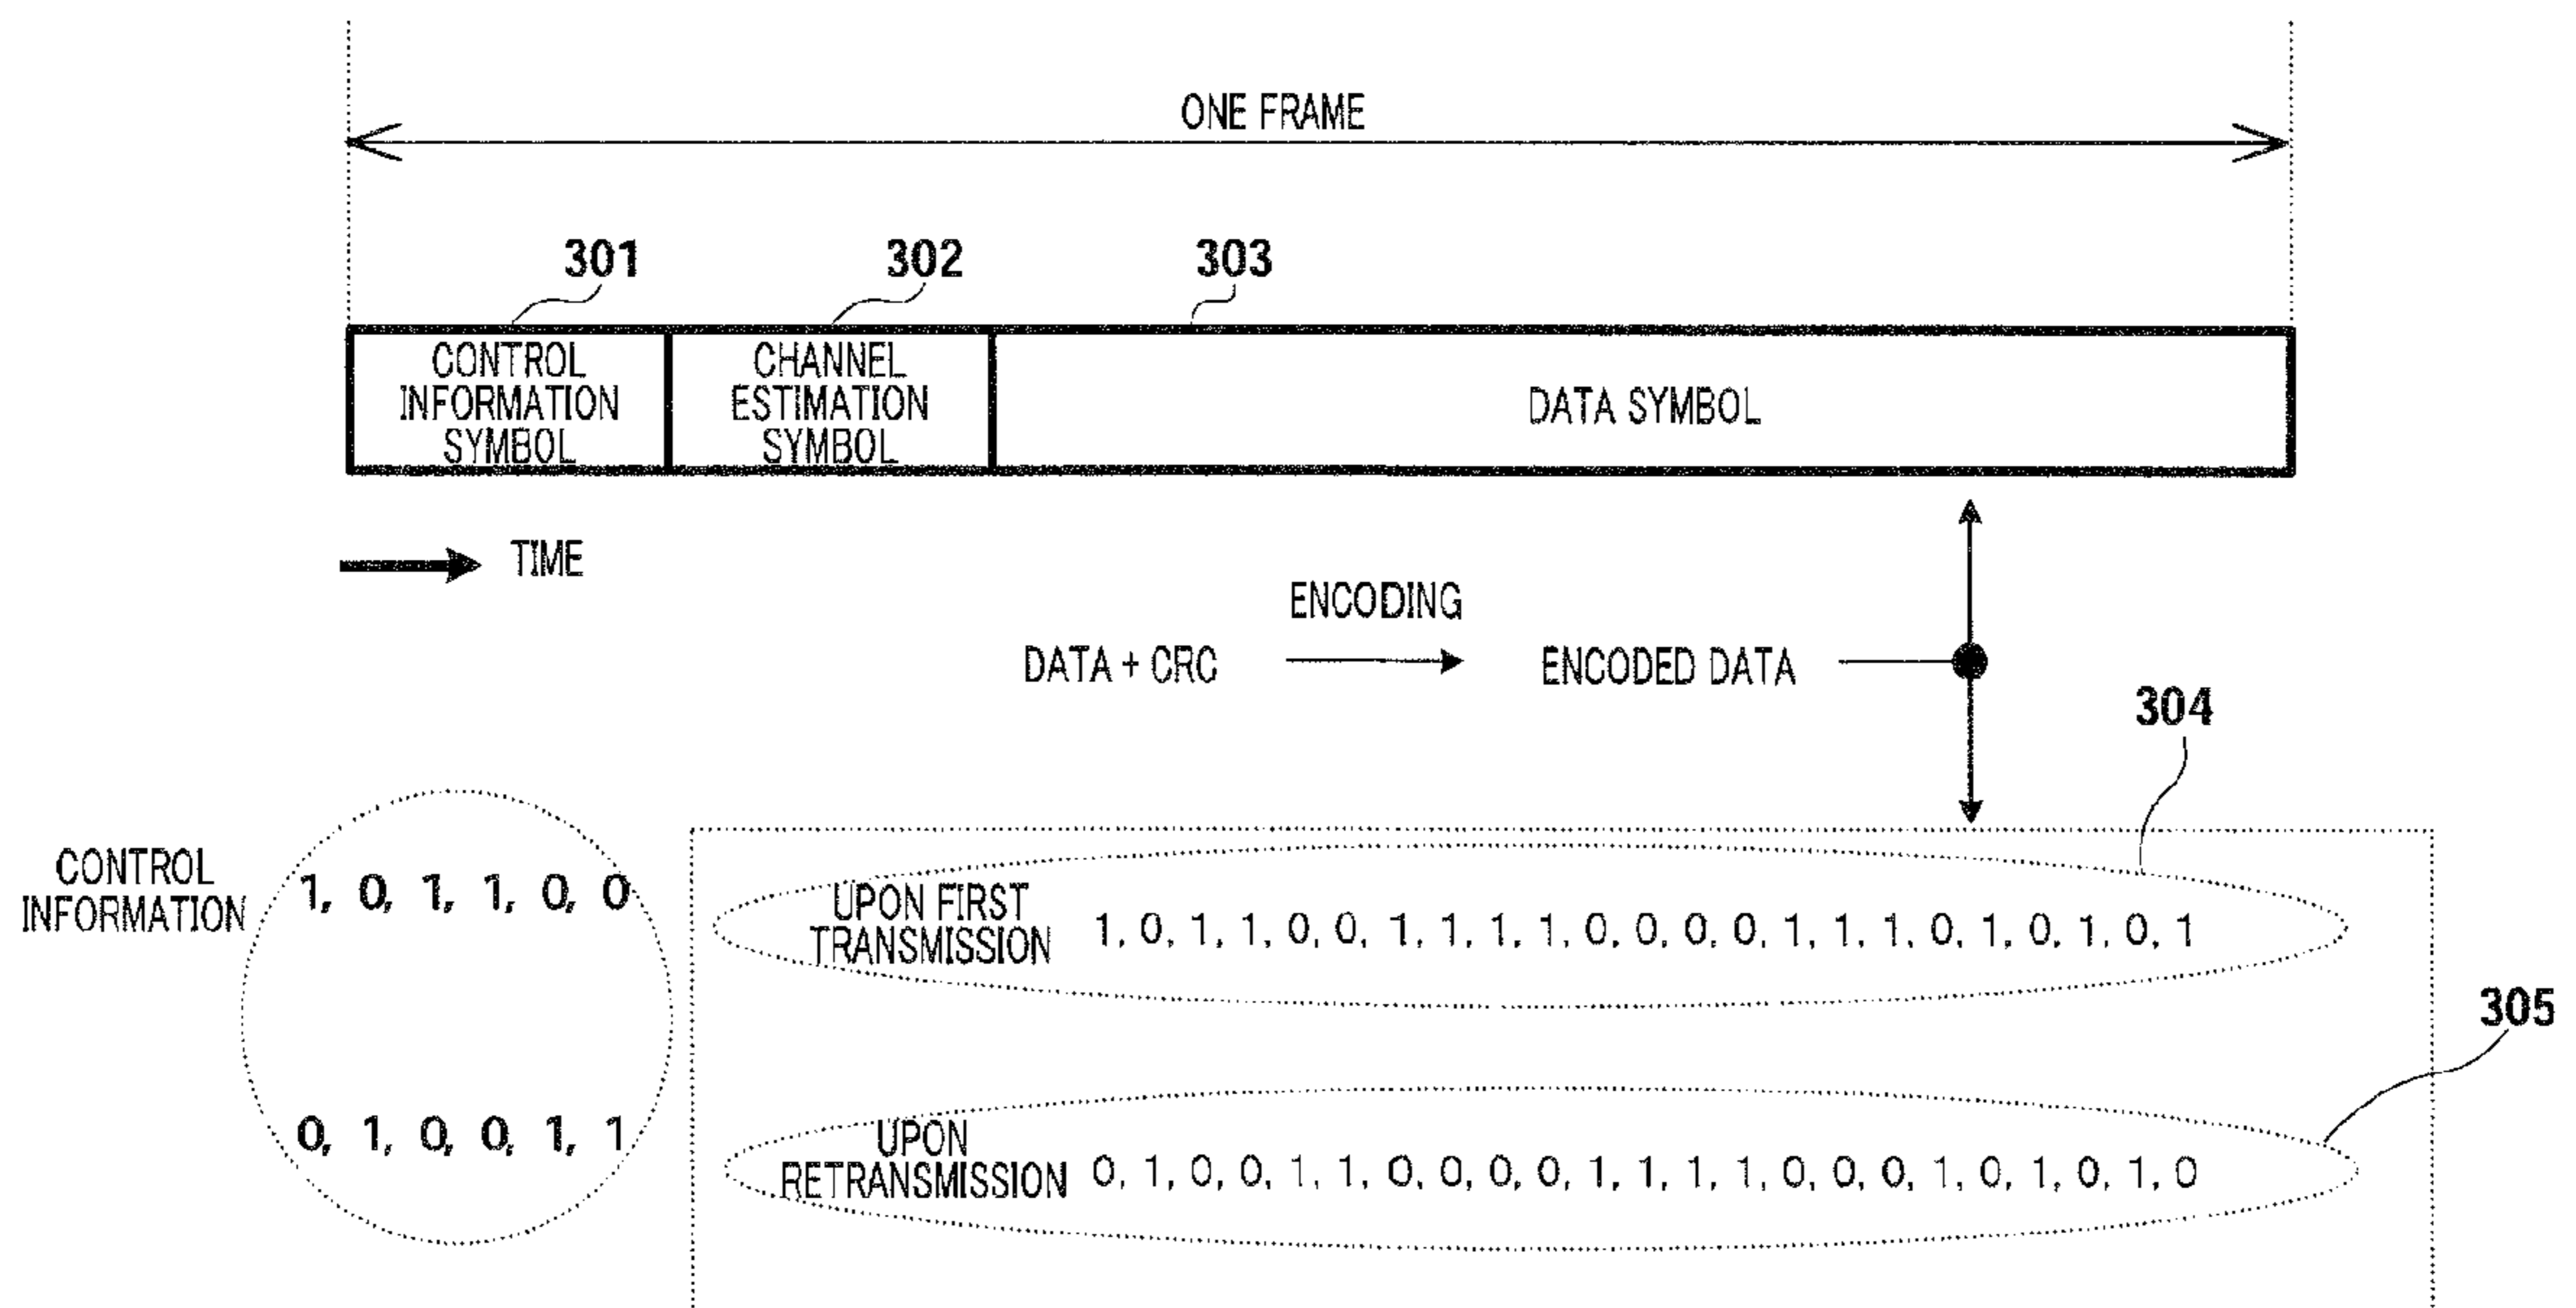 ONE FRAME
301
302
303
CONTROL
INFORMATION
SYMBOL
CHANNEL
ESTIMATION
SYMBOL
DATA SYMBOL
TIME
ENCODING
DATA + CRC
ENCODED DATA
304
CONTROL
INFORMATION
1, 0, 1, 1, 0, 0
UPON FIRST
TRANSMISSION
1, 0, 1, 1, 0, 0, 1, 1, 1, 1, 0, 0, 0, 0, 1, 1, 1, 0, 1, 0, 1, 0, 1
305
0, 1, 0, 0, 1, 1
UPON
RETRANSMISSION
0, 1, 0, 0, 1, 1, 0, 0, 0, 0, 1, 1, 1, 1, 0, 0, 0, 1, 0, 1, 0, 1, 0